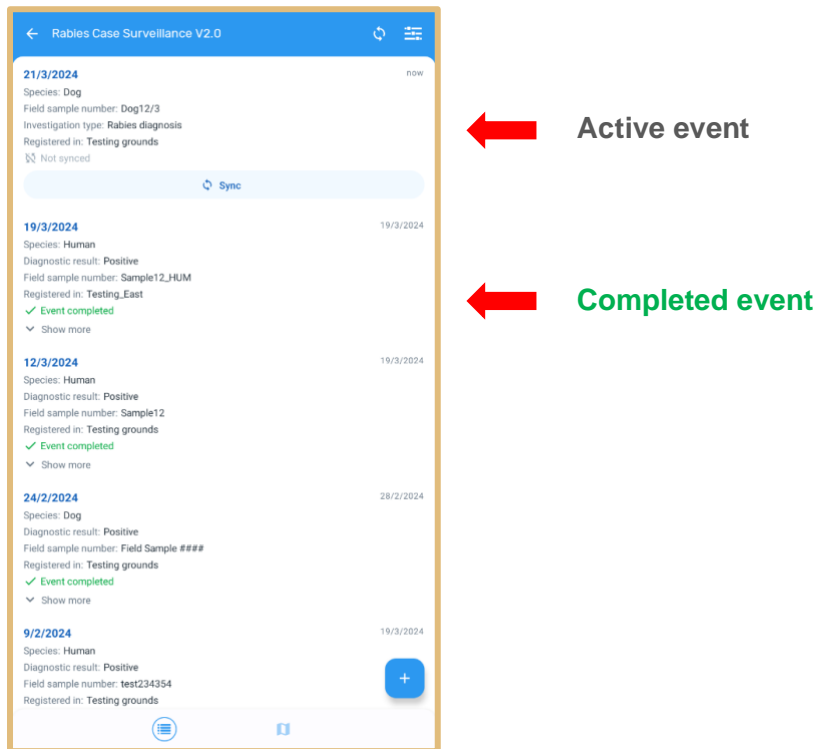 Rabies Case Surveillance V2.0
21/3/2024 now
Species: Dog
Field sample number: Dog12/3
Investigation type: Rabies diagnosis
Registered in: Testing grounds
Not synced
Sync
Active event
19/3/2024 19/3/2024
Species: Human
Diagnostic result: Positive
Field sample number: Sample12_HUM
Registered in: Testing_East
Event completed
Show more
Completed event
12/3/2024 19/3/2024
Species: Human
Diagnostic result: Positive
Field sample number: Sample12
Registered in: Testing grounds
Event completed
Show more
24/2/2024 28/2/2024
Species: Dog
Diagnostic result: Positive
Field sample number: Field Sample ####
Registered in: Testing grounds
Event completed
Show more
9/2/2024 19/3/2024
Species: Human
Diagnostic result: Positive
Field sample number: test234354
Registered in: Testing grounds